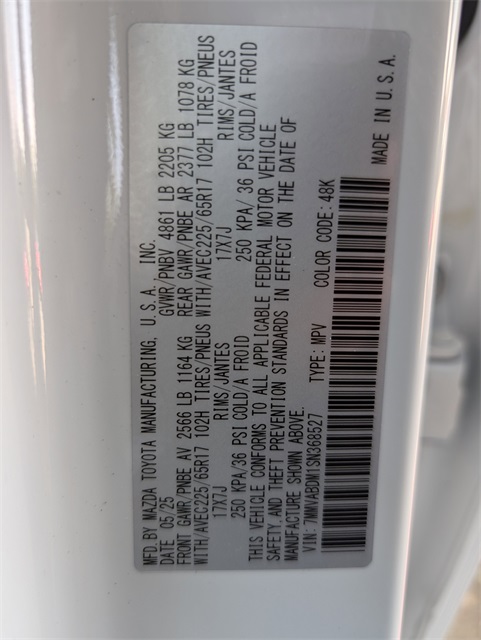 MFD. BY MAZDA TOYOTA MANUFACTURING, U.S.A., INC.
DATE 05/25 GVWR/PNBV 4861 LB 2205 KG
FRONT GAWR/PNBE AV 2566 LB 1164 KG REAR GAWR/PNBE AR 2377 LB 1078 KG
WITH/AVEC225/65R17 102H TIRES/PNEUS WITH/AVEC225/65R17 102H TIRES/PNEUS
17X7J RIMS/JANTES 17X7J RIMS/JANTES
250 KPA/36 PSI COLD/A FROID 250 KPA/ 36 PSI COLD/A FROID
THIS VEHICLE CONFORMS TO ALL APPLICABLE FEDERAL MOTOR VEHICLE
SAFETY AND THEFT PREVENTION STANDARDS IN EFFECT ON THE DATE OF
MANUFACTURE SHOWN ABOVE.
VIN: 7MMVABDM1SN368527 TYPE: MPV COLOR CODE: 48K
MADE IN U.S.A.